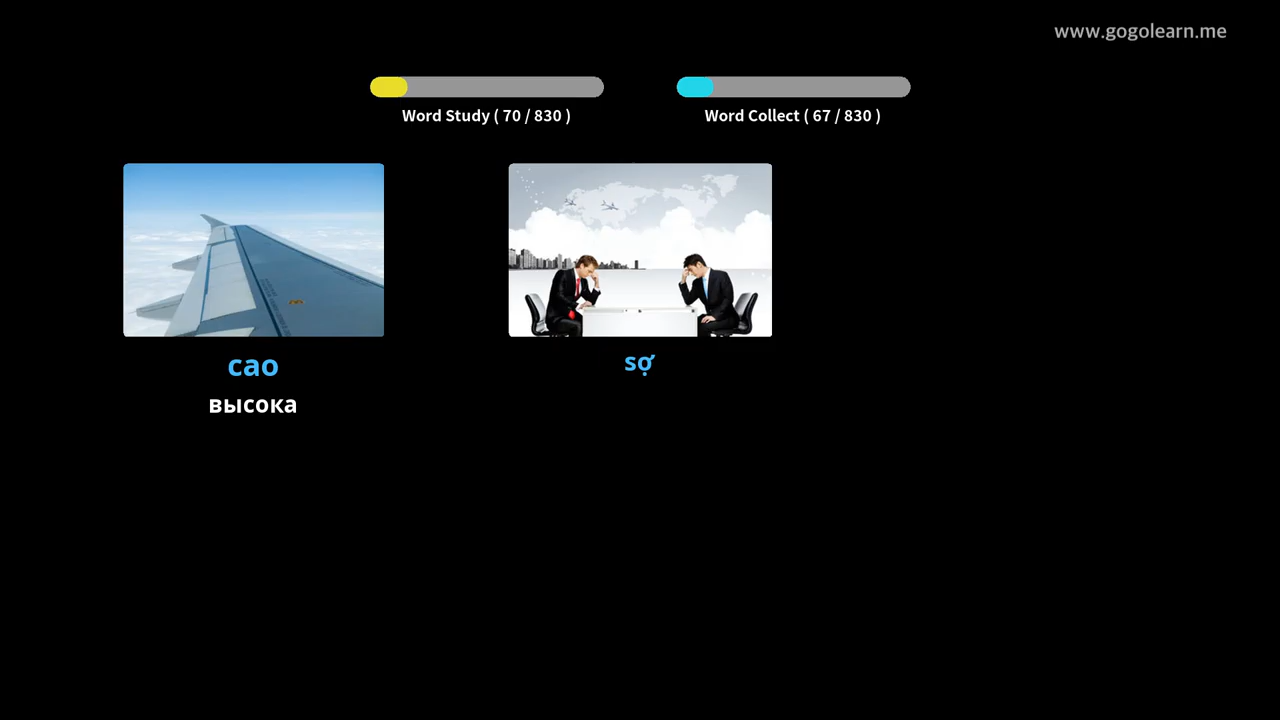 www.gogolearn.me
Word Study ( 70 / 830 )
Word Collect ( 67 / 830 )
cao
высока
sợ